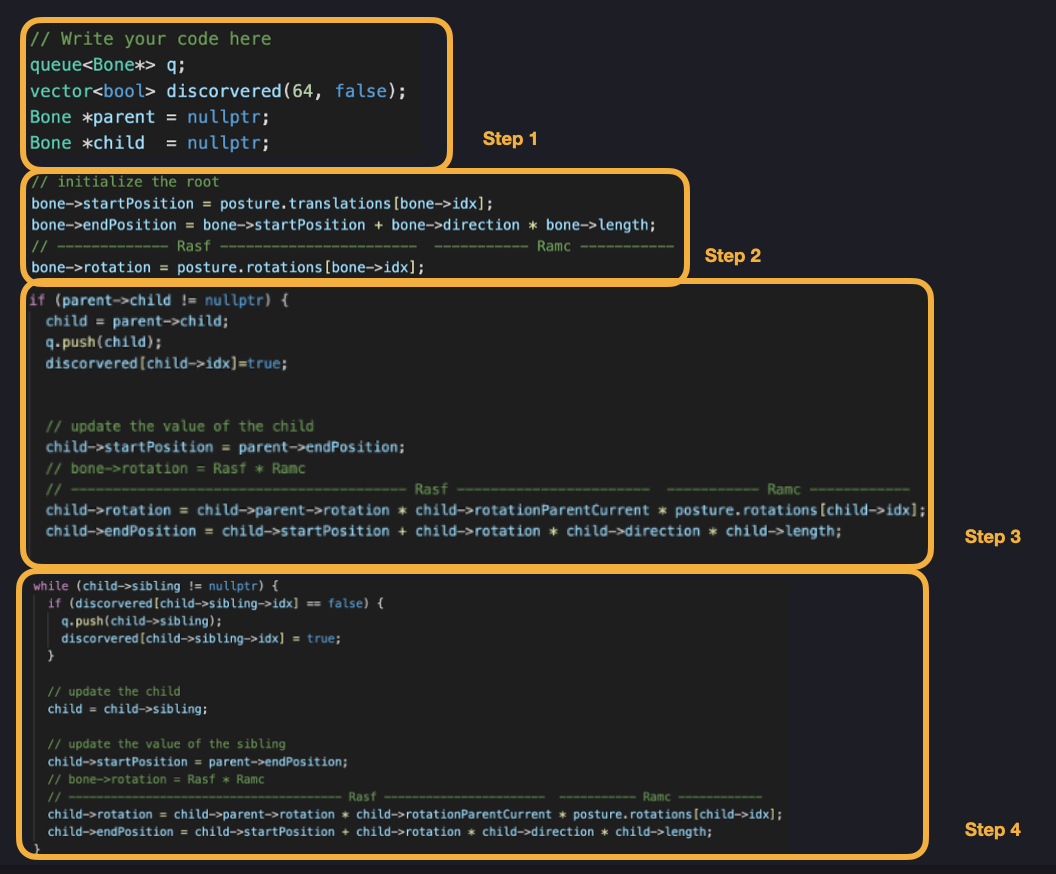 // Write your code here
queue<Bone*> q;
vector<bool> discorvered(64, false);
Bone *parent = nullptr;
Bone *child  = nullptr;
Step 1
// initialize the root
bone->startPosition = posture.translations[bone->idx];
bone->endPosition = bone->startPosition + bone->direction * bone->length;
// ------------- Rasf -----------------------  ----------- Ramc -----------
bone->rotation = posture.rotations[bone->idx];
Step 2
if (parent->child != nullptr) {
child = parent->child;
q.push(child);
discorvered[child->idx]=true;
// update the value of the child
child->startPosition = parent->endPosition;
// bone->rotation = Rasf * Ramc
// ---------------------------------------- Rasf -----------------------  ----------- Ramc ------------
child->rotation = child->parent->rotation * child->rotationParentCurrent * posture.rotations[child->idx];
child->endPosition = child->startPosition + child->rotation * child->direction * child->length;
Step 3
while (child->sibling != nullptr) {
if (discorvered[child->sibling->idx] == false) {
q.push(child->sibling);
discorvered[child->sibling->idx] = true;
}
// update the child
child = child->sibling;
// update the value of the sibling
child->startPosition = parent->endPosition;
// bone->rotation = Rasf * Ramc
// --------------------------------------- Rasf -----------------------  ----------- Ramc ------------
child->rotation = child->parent->rotation * child->rotationParentCurrent * posture.rotations[child->idx];
child->endPosition = child->startPosition + child->rotation * child->direction * child->length;
}
Step 4